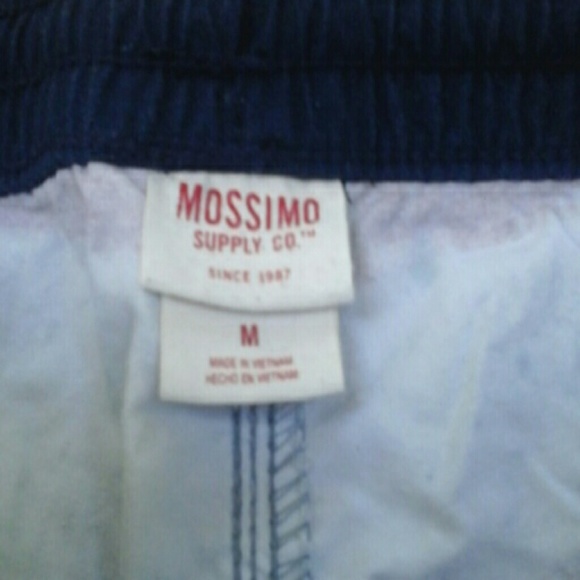 MOSSIMO
SUPPLY CO.™
SINCE 1987
M
MADE IN VIETNAM
HECHO EN VIETNAM